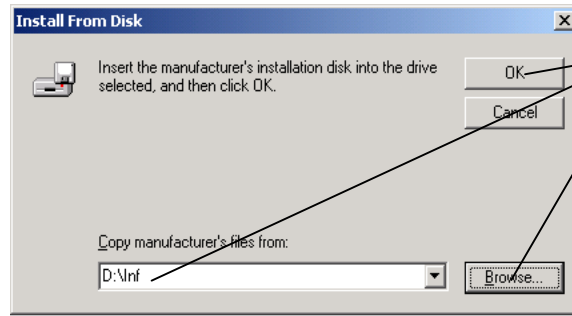 Install From Disk
Insert the manufacturer's installation disk into the drive
selected, and then click OK.
OK
Cancel
Copy manufacturer's files from:
D:\Inf
Browse...